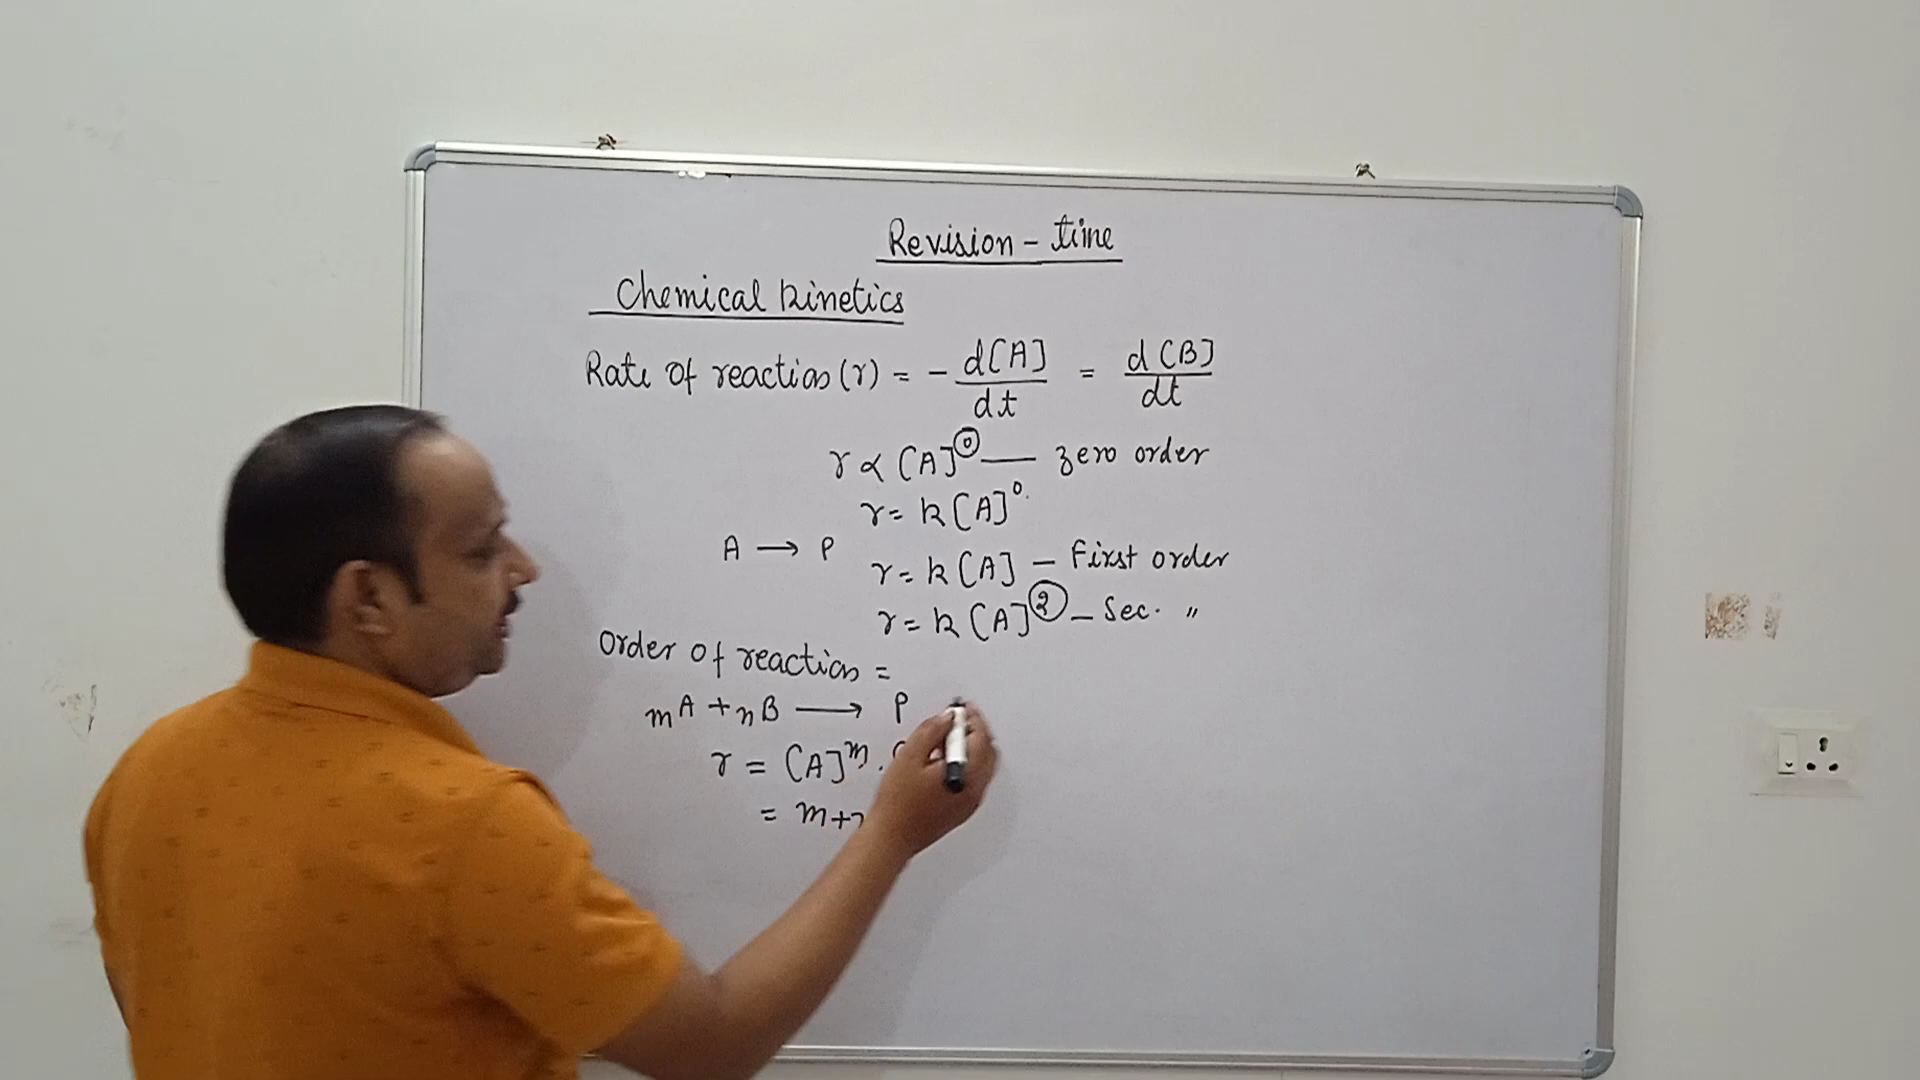 Revision - time
Chemical kinetics
Rate of reaction (r) = - d[A]/dt = d[B]/dt
r ∝ [A]⁰ — zero order
r = k[A]⁰
A → P
r = k[A] - First order
r = k[A]² - Sec. "
Order of reaction =
mA + nB → P
r = [A]ᵐ .
= m+